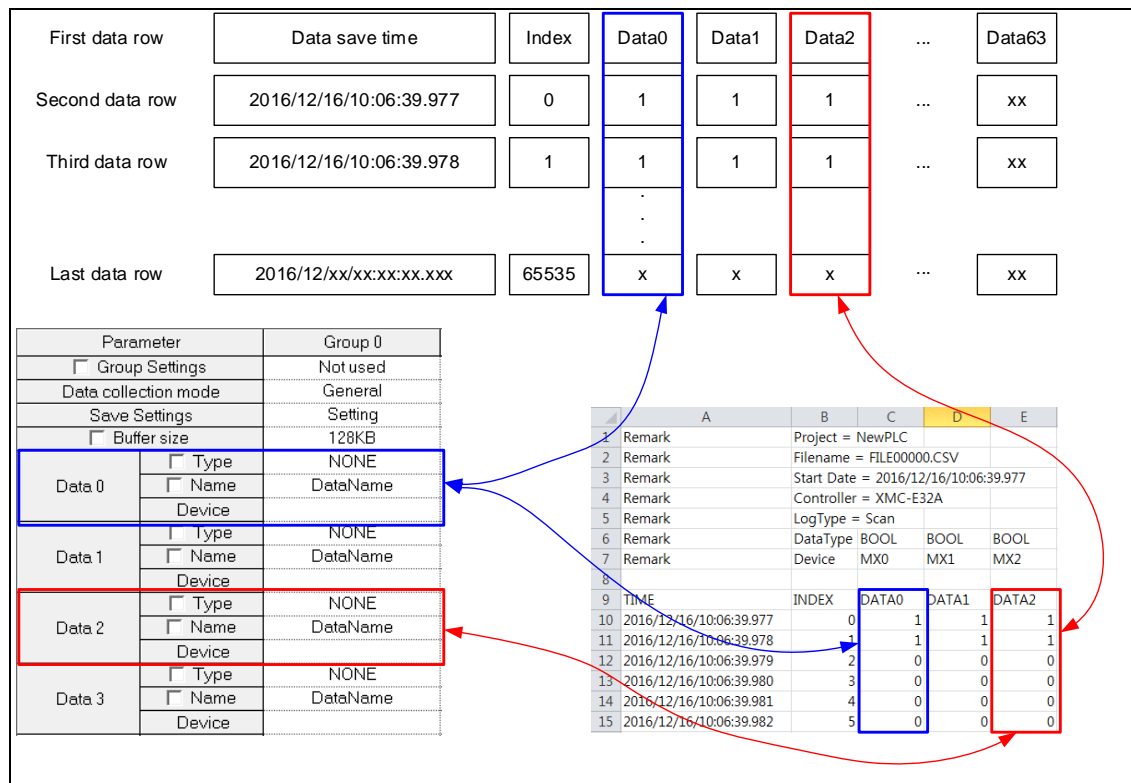 First data row Data save time Index Data0 Data1 Data2 ... Data63
Second data row 2016/12/16/10:06:39.977 0 1 1 1 ... xx
Third data row 2016/12/16/10:06:39.978 1 1 1 1 ... xx
.
.
.
Last data row 2016/12/xx/xx:xx:xx.xxx 65535 x x x ... xx
Parameter Group 0
Group Settings Not used
Data collection mode General
Save Settings Setting
Buffer size 128KB
Data 0
Type NONE
Name DataName
Device
Data 1
Type NONE
Name DataName
Device
Data 2
Type NONE
Name DataName
Device
Data 3
Type NONE
Name DataName
Device
A B C D E
1 Remark Project = NewPLC
2 Remark Filename = FILE00000.CSV
3 Remark Start Date = 2016/12/16/10:06:39.977
4 Remark Controller = XMC-E32A
5 Remark LogType = Scan
6 Remark DataType BOOL BOOL BOOL
7 Remark Device MX0 MX1 MX2
8
9 TIME INDEX DATA0 DATA1 DATA2
10 2016/12/16/10:06:39.977 0 1 1 1
11 2016/12/16/10:06:39.978 1 1 1 1
12 2016/12/16/10:06:39.979 2 0 0 0
13 2016/12/16/10:06:39.980 3 0 0 0
14 2016/12/16/10:06:39.981 4 0 0 0
15 2016/12/16/10:06:39.982 5 0 0 0